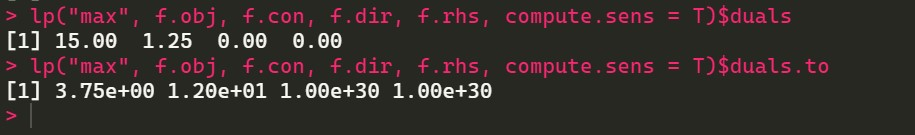 > lp("max", f.obj, f.con, f.dir, f.rhs, compute.sens = T)$duals
[1] 15.00  1.25  0.00  0.00
> lp("max", f.obj, f.con, f.dir, f.rhs, compute.sens = T)$duals.to
[1] 3.75e+00 1.20e+01 1.00e+30 1.00e+30
>